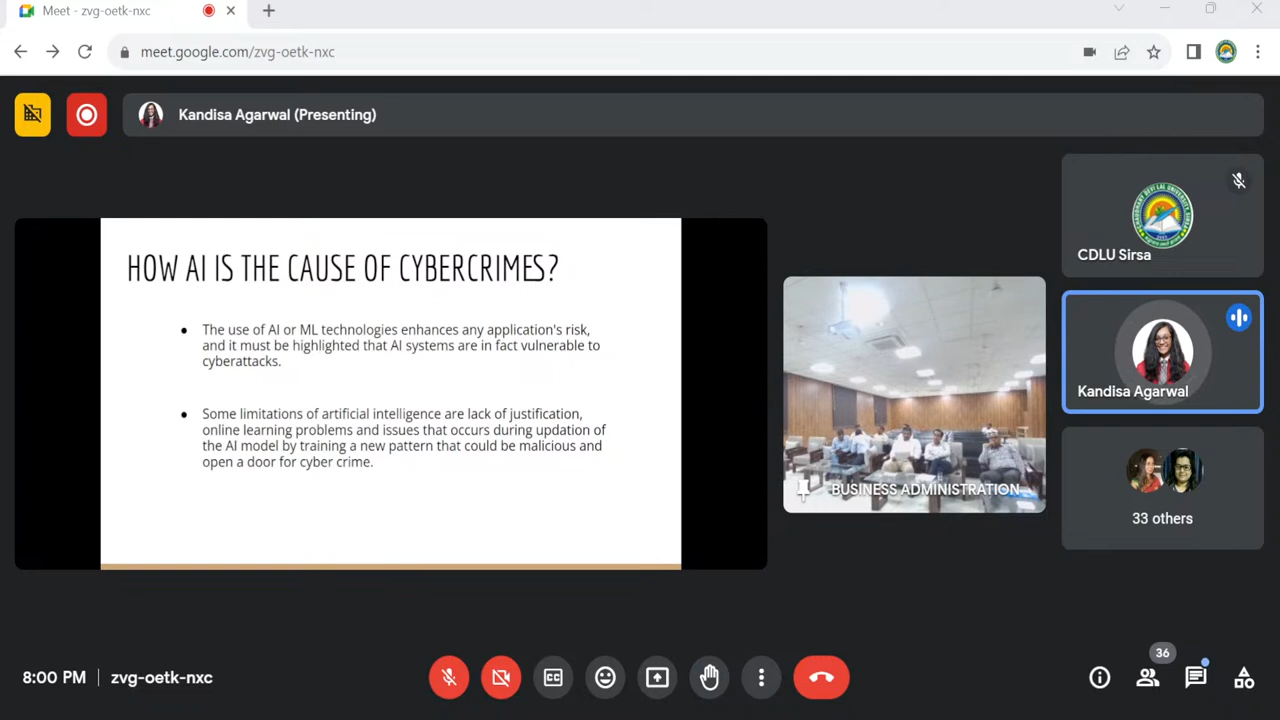 Meet - zvg-oetk-nxc
meet.google.com/zvg-oetk-nxc
Kandisa Agarwal (Presenting)
HOW AI IS THE CAUSE OF CYBERCRIMES?
The use of AI or ML technologies enhances any application's risk,
and it must be highlighted that AI systems are in fact vulnerable to
cyberattacks.
Some limitations of artificial intelligence are lack of justification,
online learning problems and issues that occurs during updation of
the AI model by training a new pattern that could be malicious and
open a door for cyber crime.
BUSINESS ADMINISTRATION
CDLU Sirsa
Kandisa Agarwal
33 others
8:00 PM
zvg-oetk-nxc
CC
36